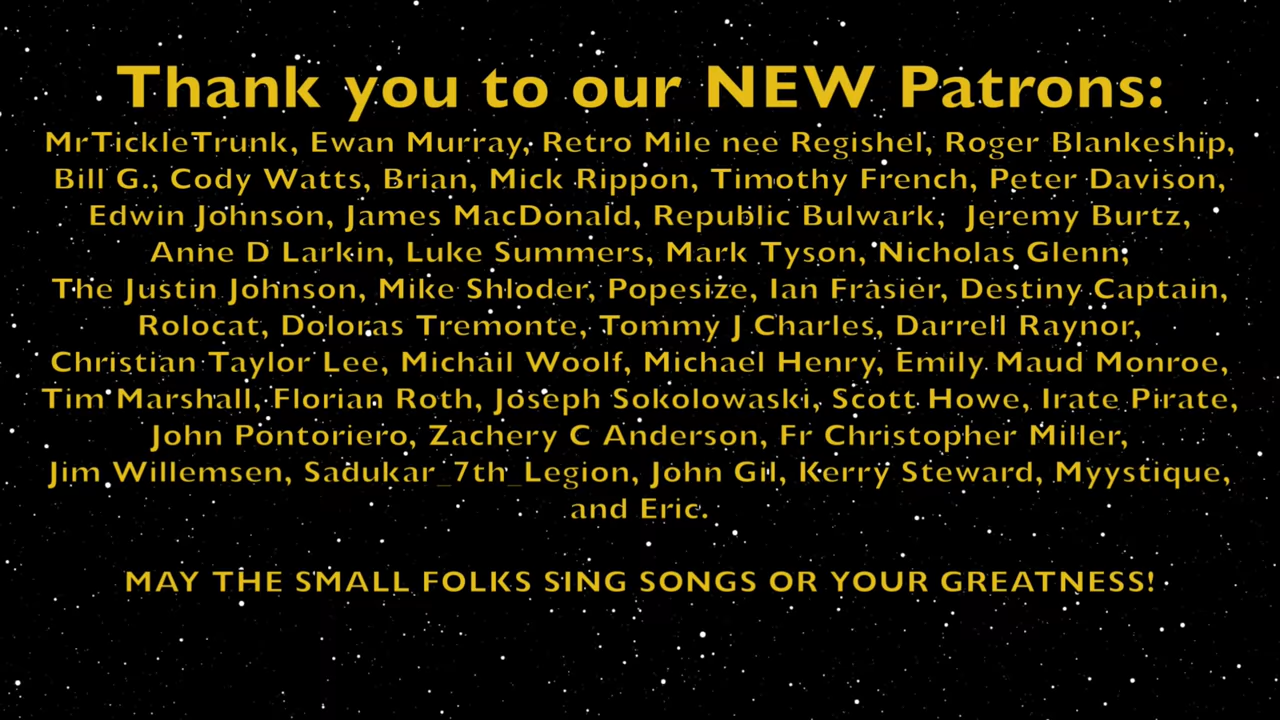 Thank you to our NEW Patrons:
MrTickleTrunk, Ewan Murray, Retro Mile nee Regishel, Roger Blankeship,
Bill G., Cody Watts, Brian, Mick Rippon, Timothy French, Peter Davison,
Edwin Johnson, James MacDonald, Republic Bulwark, Jeremy Burtz,
Anne D Larkin, Luke Summers, Mark Tyson, Nicholas Glenn,
The Justin Johnson, Mike Shloder, Popesize, Ian Frasier, Destiny Captain,
Rolocat, Doloras Tremonte, Tommy J Charles, Darrell Raynor,
Christian Taylor Lee, Michail Woolf, Michael Henry, Emily Maud Monroe,
Tim Marshall, Florian Roth, Joseph Sokolowaski, Scott Howe, Irate Pirate,
John Pontoriero, Zachery C Anderson, Fr Christopher Miller,
Jim Willemsen, Sadukar_7th_Legion, John Gil, Kerry Steward, Myystique,
and Eric.
MAY THE SMALL FOLKS SING SONGS OR YOUR GREATNESS!